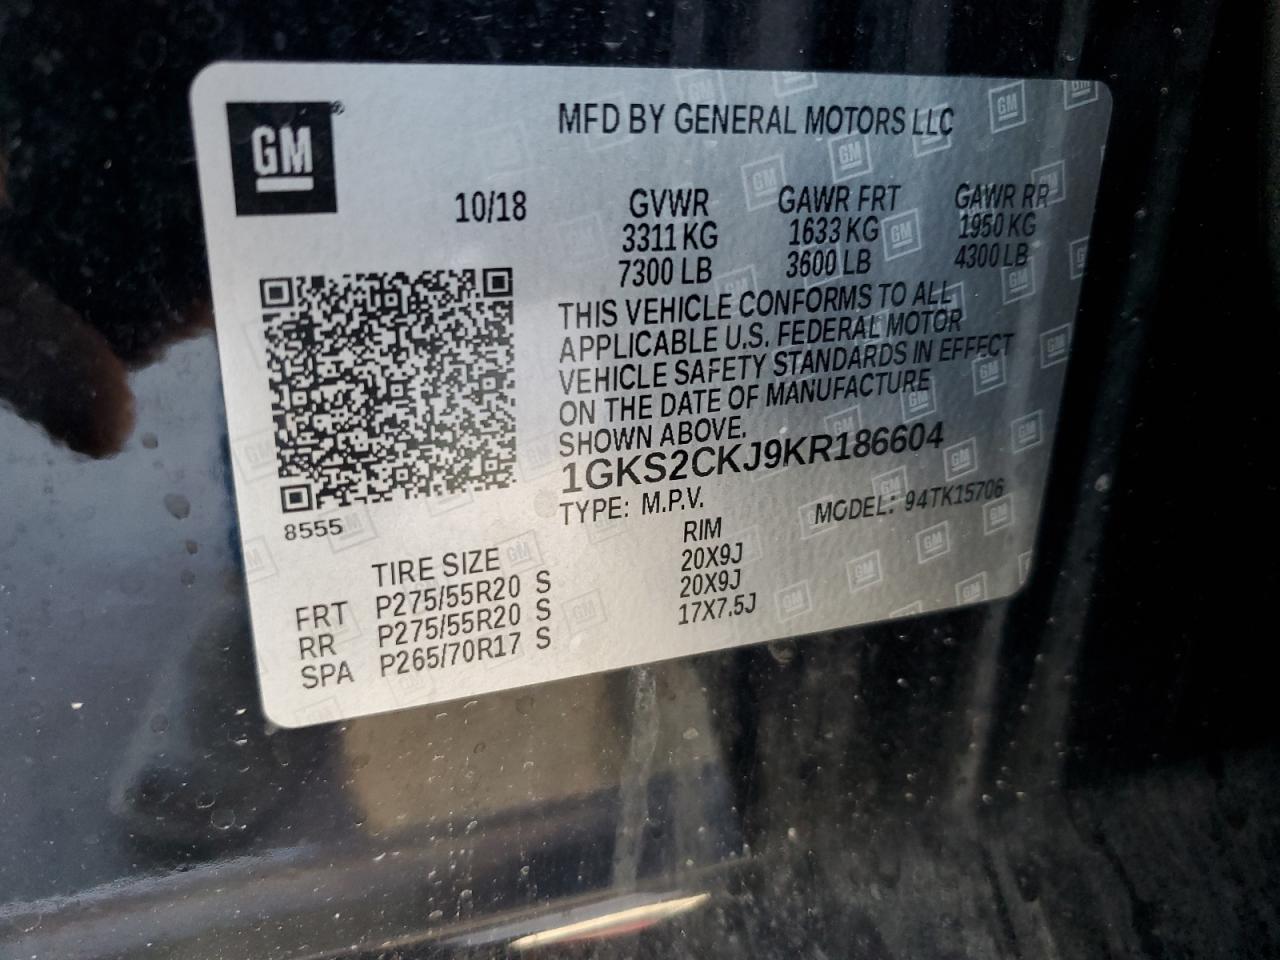 GM
MFD BY GENERAL MOTORS LLC
10/18
GVWR GAWR FRT GAWR RR
3311 KG 1633 KG 1950 KG
7300 LB 3600 LB 4300 LB
THIS VEHICLE CONFORMS TO ALL
APPLICABLE U.S. FEDERAL MOTOR
VEHICLE SAFETY STANDARDS IN EFFECT
ON THE DATE OF MANUFACTURE
SHOWN ABOVE.
1GKS2CKJ9KR186604
TYPE: M.P.V. MODEL: 94TK15706
8555
TIRE SIZE RIM
FRT P275/55R20 S 20X9J
RR P275/55R20 S 20X9J
SPA P265/70R17 S 17X7.5J